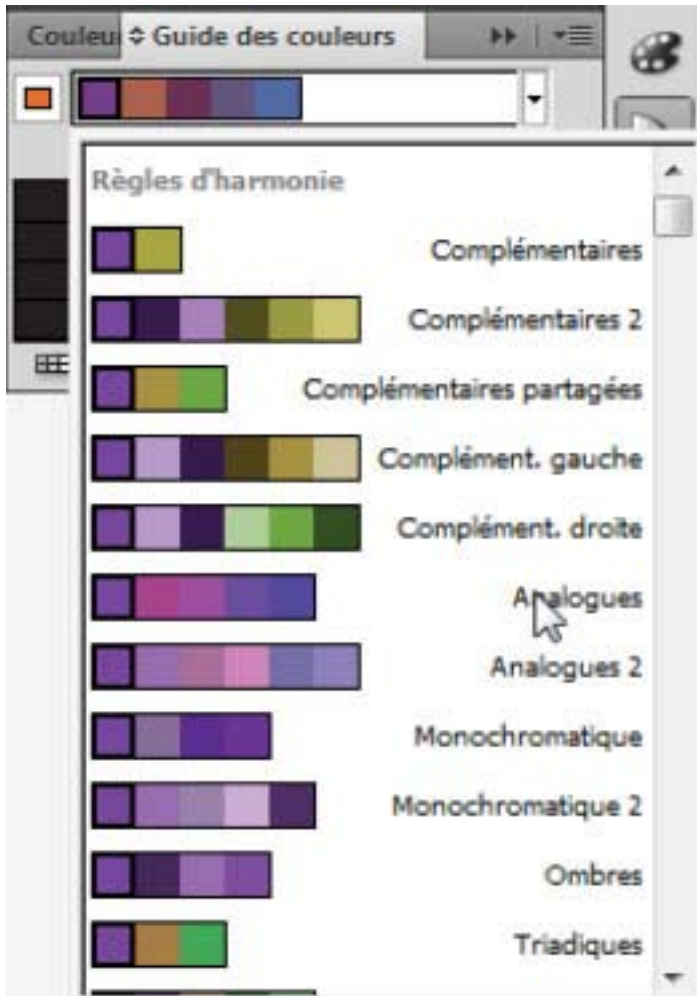 Couleu Guide des couleurs
Règles d'harmonie
Complémentaires
Complémentaires 2
Complémentaires partagées
Complément. gauche
Complément. droite
Analogues
Analogues 2
Monochromatique
Monochromatique 2
Ombres
Triadiques